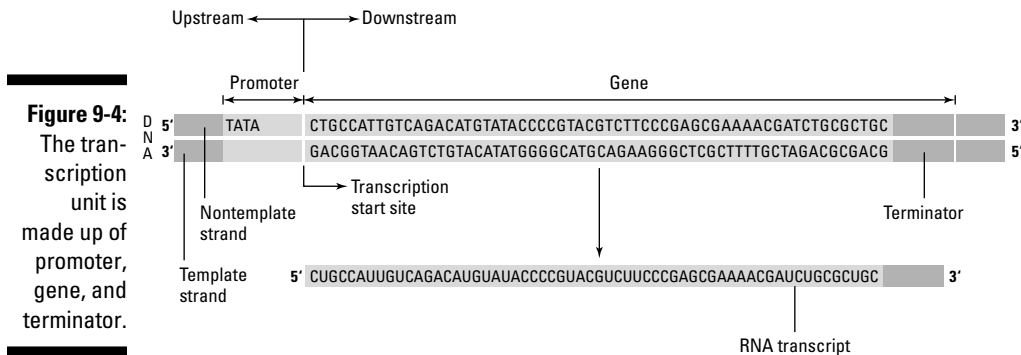 Upstream Downstream
Promoter Gene
Figure 9-4:
The tran-
scription
unit is
made up of
promoter,
gene, and
terminator.
D
N
A
5′ TATA CTGCCATTGTCAGACATGTATACCCCGTACGTCTTCCCGAGCGAAAACGATCTGCGCTGC 3′
3′ GACGGTAACAGTCTGTACATATGGGGCATGCAGAAGGGCTCGCTTTTGCTAGACGCGACG 5′
Transcription
start site
Nontemplate
strand
Terminator
Template
strand
5′ CUGCCAUUGUCAGACAUGUAUACCCCGUACGUCUUCCCGAGCGAAAACGAUCUGCGCUGC 3′
RNA transcript